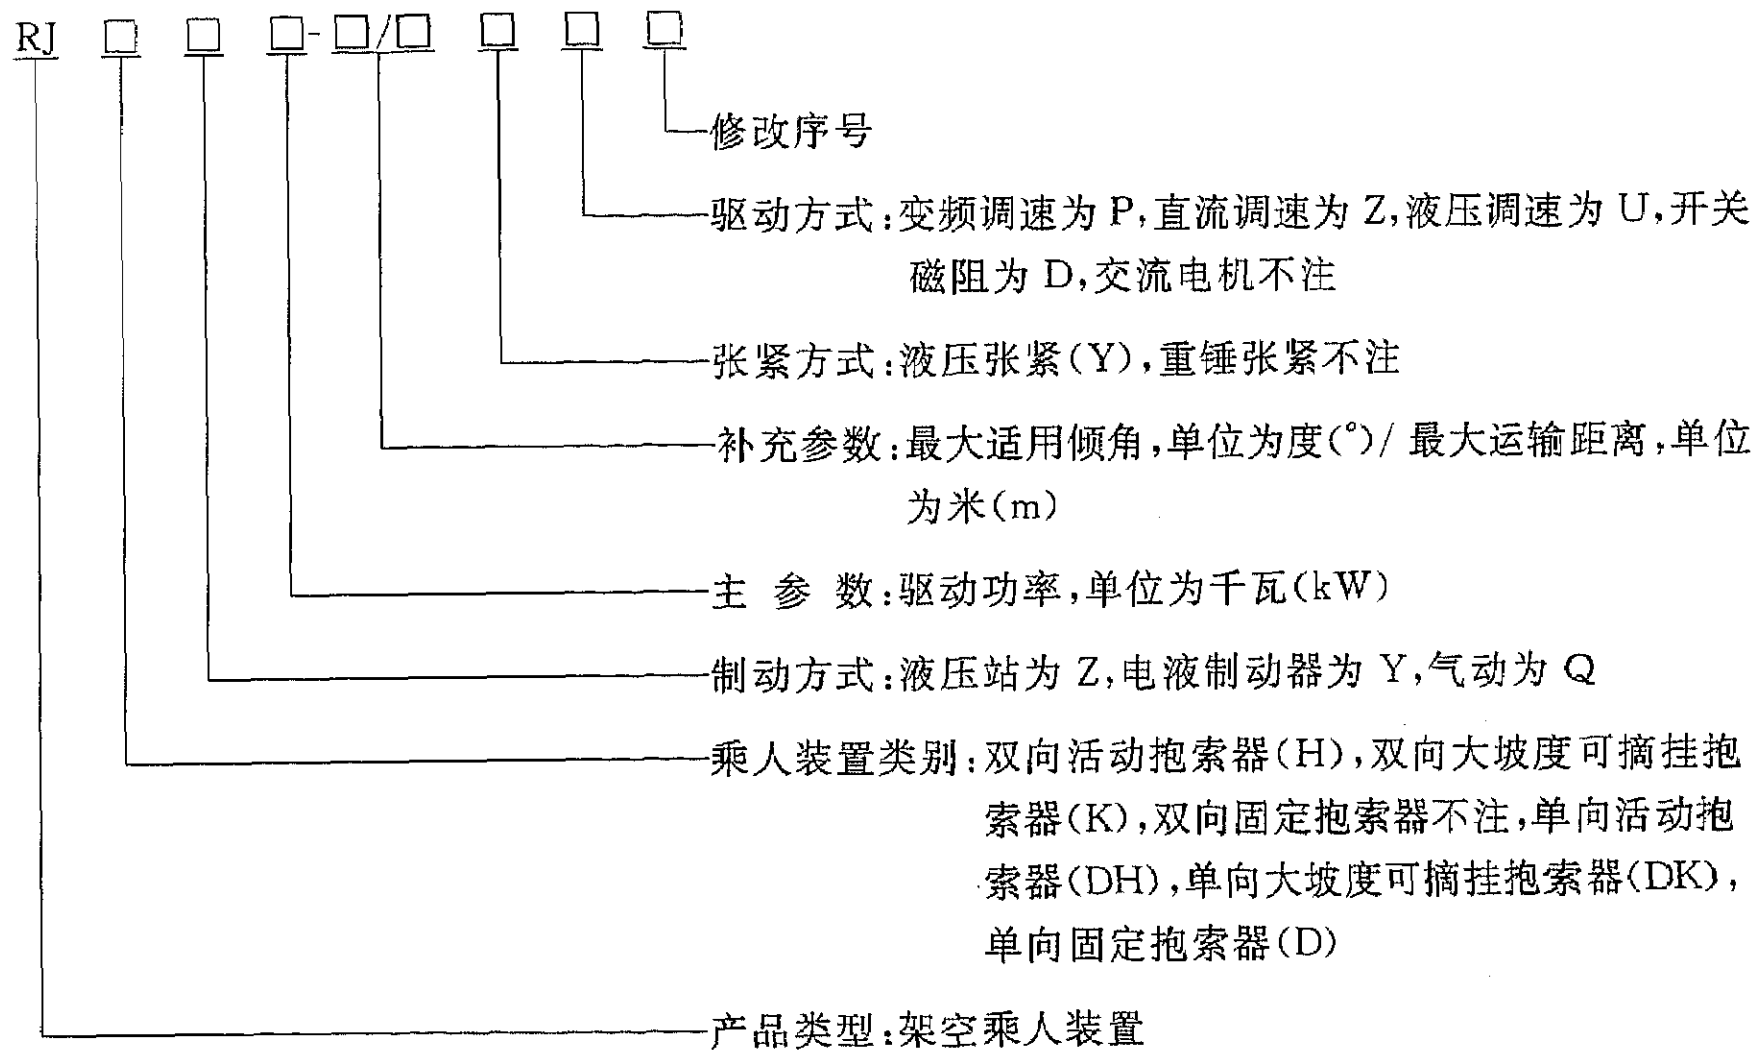 RJ □ □ □-□/□ □ □ □
修改序号
驱动方式:变频调速为 P,直流调速为 Z,液压调速为 U,开关
磁阻为 D,交流电机不注
张紧方式:液压张紧(Y),重锤张紧不注
补充参数:最大适用倾角,单位为度(°)/ 最大运输距离,单位
为米(m)
主 参 数:驱动功率,单位为千瓦(kW)
制动方式:液压站为 Z,电液制动器为 Y,气动为 Q
乘人装置类别:双向活动抱索器(H),双向大坡度可摘挂抱
索器(K),双向固定抱索器不注,单向活动抱
索器(DH),单向大坡度可摘挂抱索器(DK),
单向固定抱索器(D)
产品类型:架空乘人装置